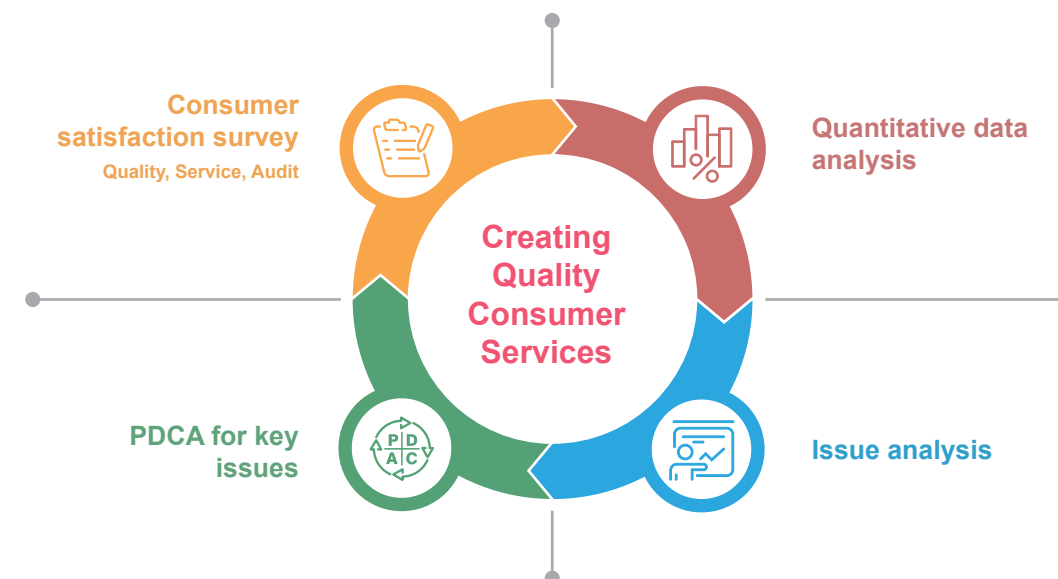 Consumer
satisfaction survey
Quality, Service, Audit
Quantitative data
analysis
Creating
Quality
Consumer
Services
PDCA for key
issues
P D
A C
Issue analysis